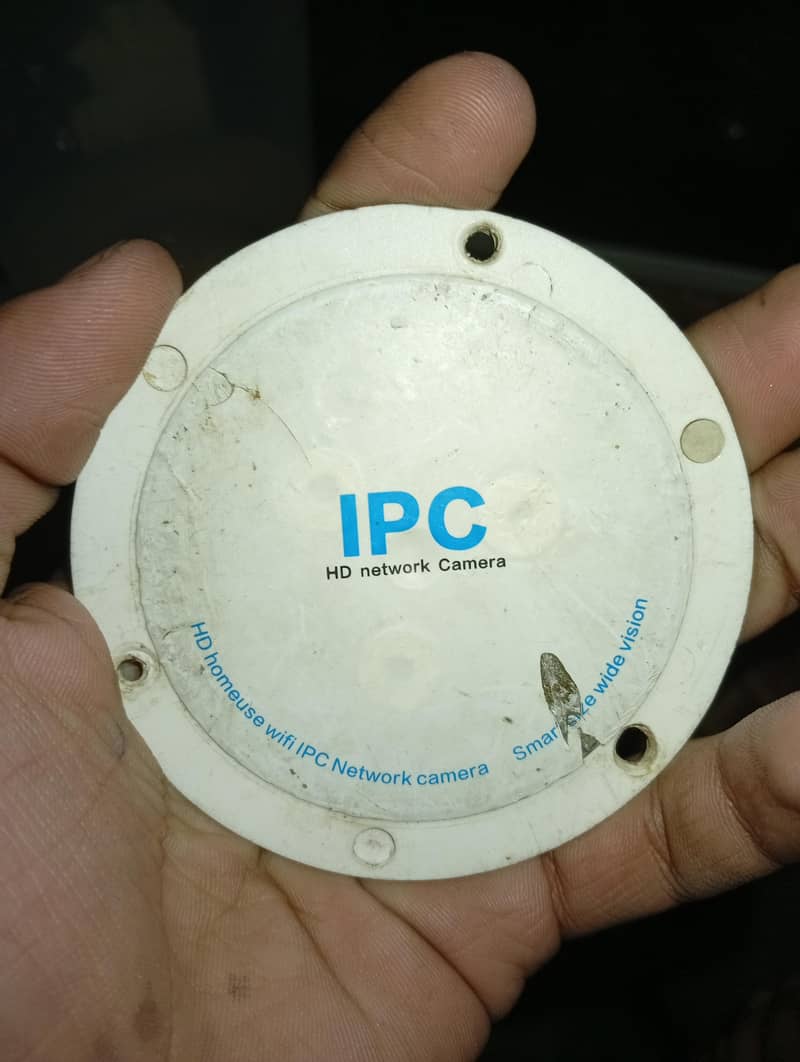 IPC
HD network Camera
HD homeuse wifi IPC Network camera
wide vision